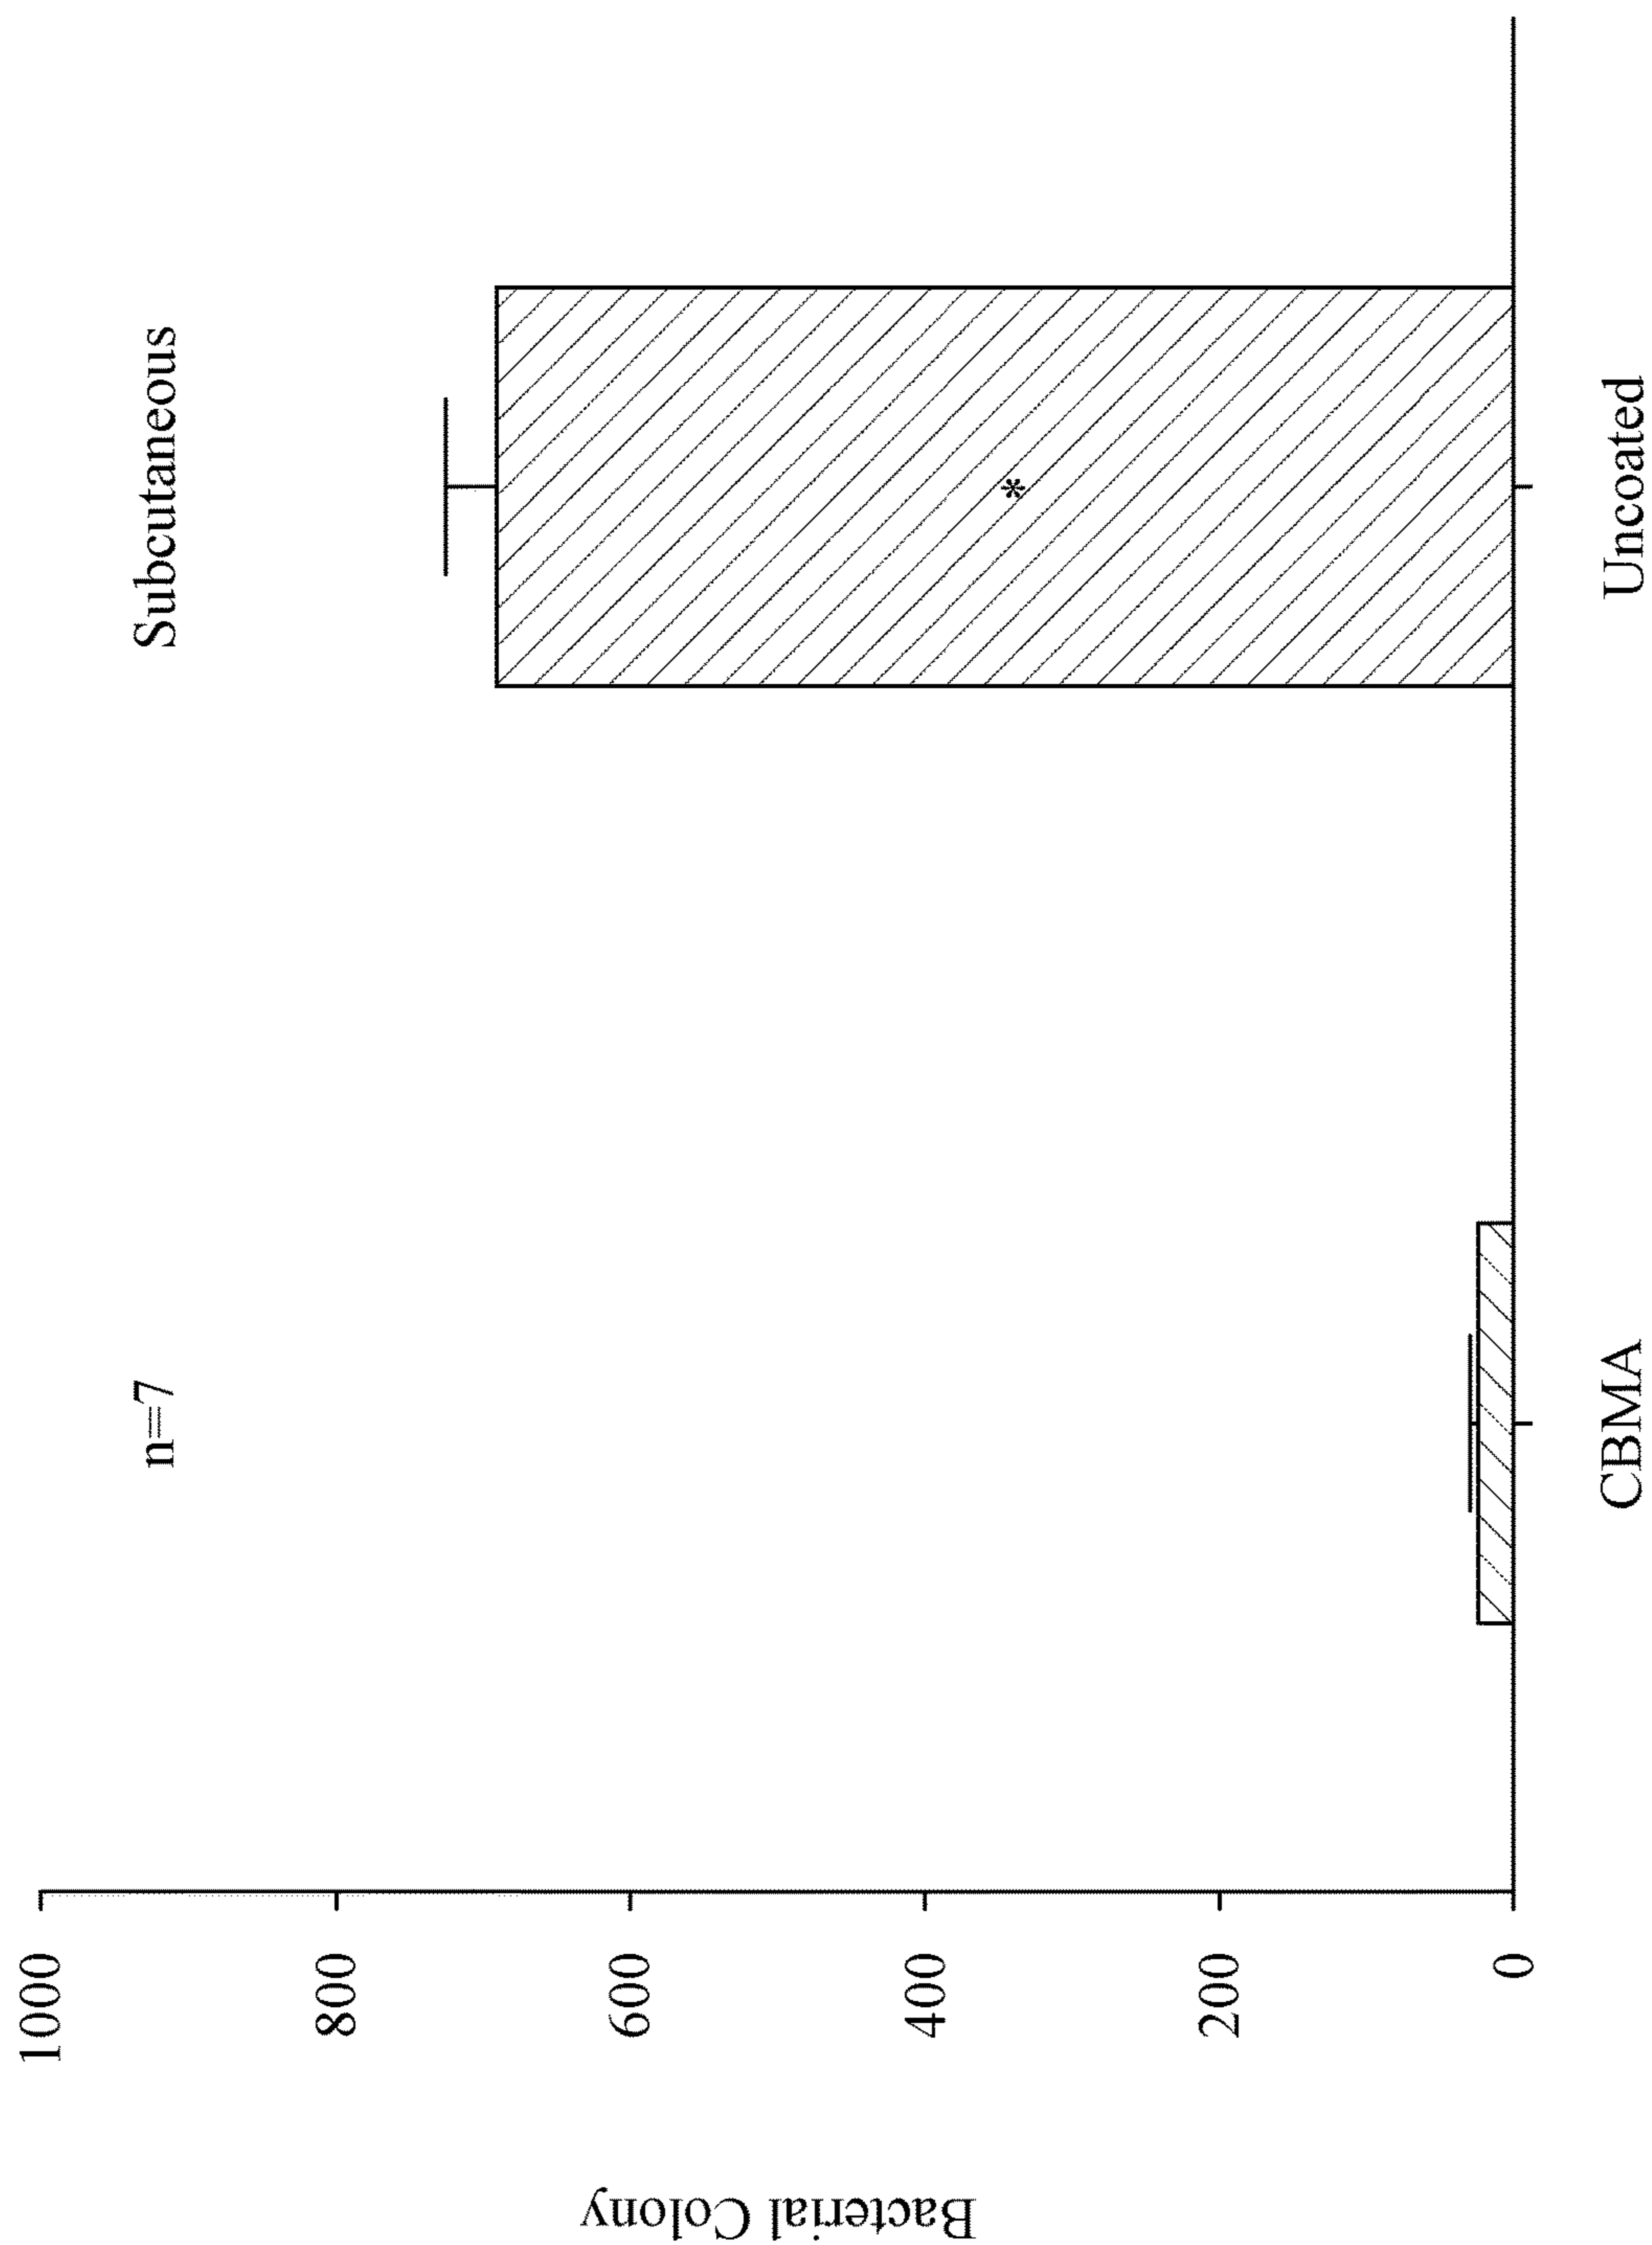 n=7
Subcutaneous
1000
800
600
400
200
0
Bacterial Colony
*
CBMA
Uncoated